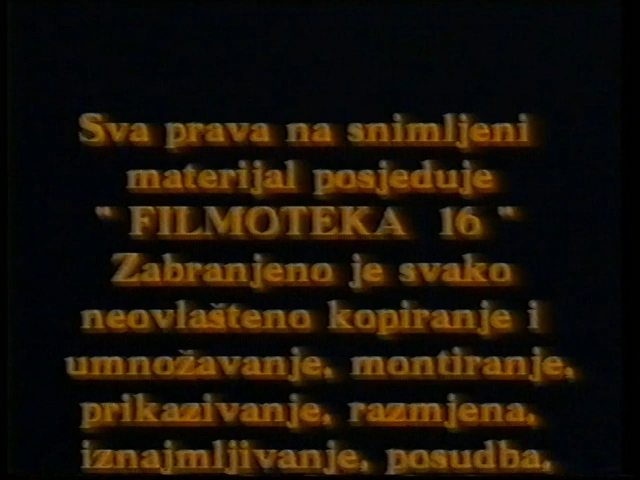 Sva prava na snimljeni
materijal posjeduje
" FILMOTEKA 16 "
Zabranjeno je svako
neovlašteno kopiranje i
umnožavanje, montiranje,
prikazivanje, razmjena,
iznajmljivanje, posudba,